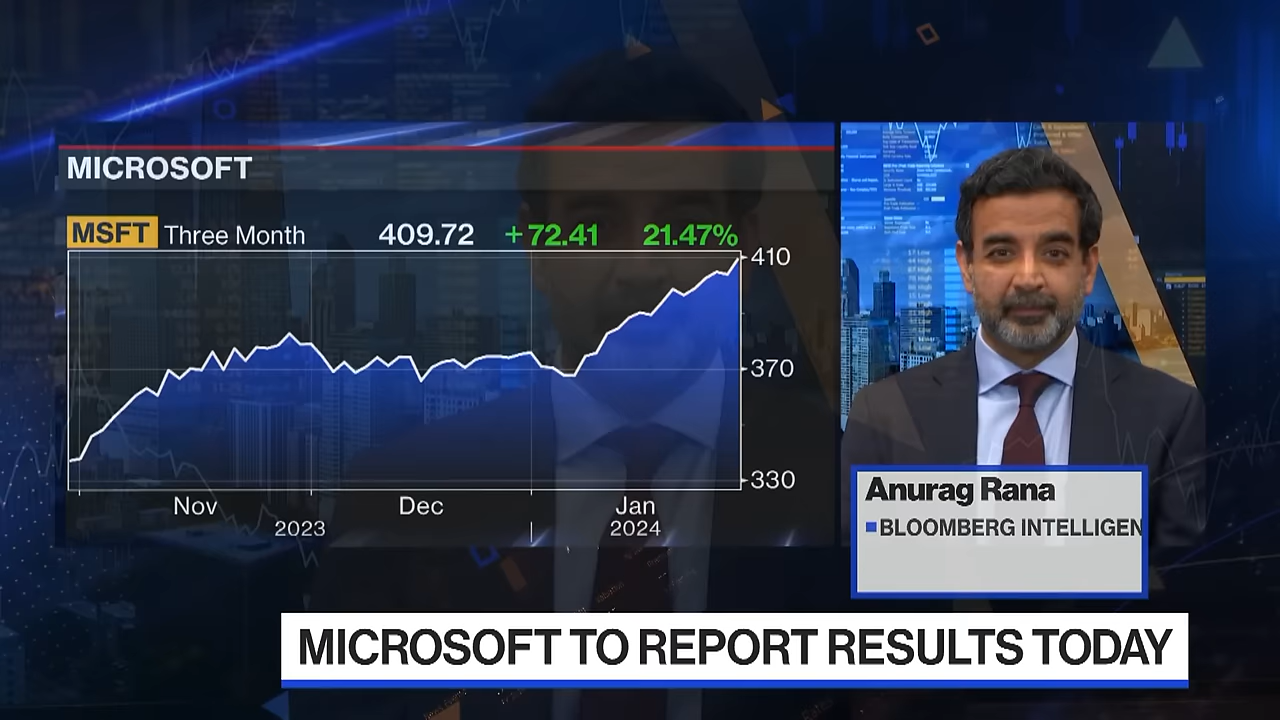 MICROSOFT
MSFT Three Month 409.72 +72.41 21.47%
410
370
330
Nov Dec Jan
2023 2024
Anurag Rana
BLOOMBERG INTELLIGEN
MICROSOFT TO REPORT RESULTS TODAY